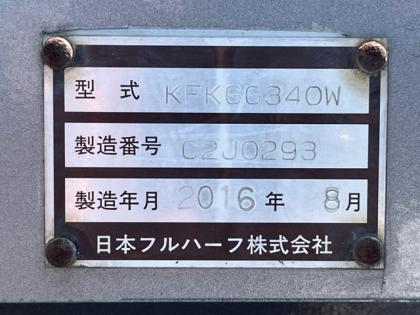 型 式 KFKGG340W
製造番号 C2J0293
製造年月 2016年 8月
日本フルハーフ株式会社